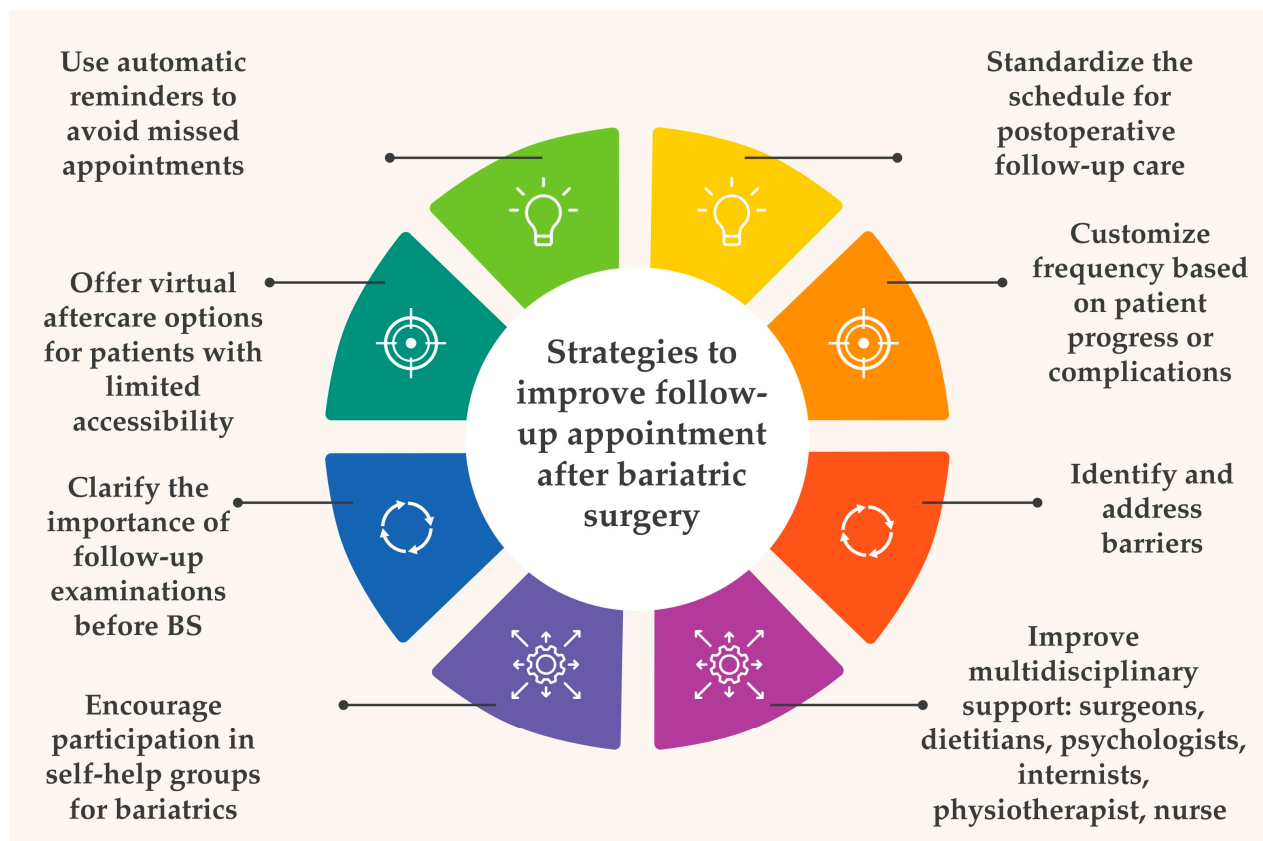 Use automatic
reminders to
avoid missed
appointments
Standardize the
schedule for
postoperative
follow-up care
Offer virtual
aftercare options
for patients with
limited
accessibility
Customize
frequency based
on patient
progress or
complications
Strategies to
improve follow-
up appointment
after bariatric
surgery
Clarify the
importance of
follow-up
examinations
before BS
Identify and
address
barriers
Encourage
participation in
self-help groups
for bariatrics
Improve
multidisciplinary
support: surgeons,
dietitians, psychologists,
internists,
physiotherapist, nurse